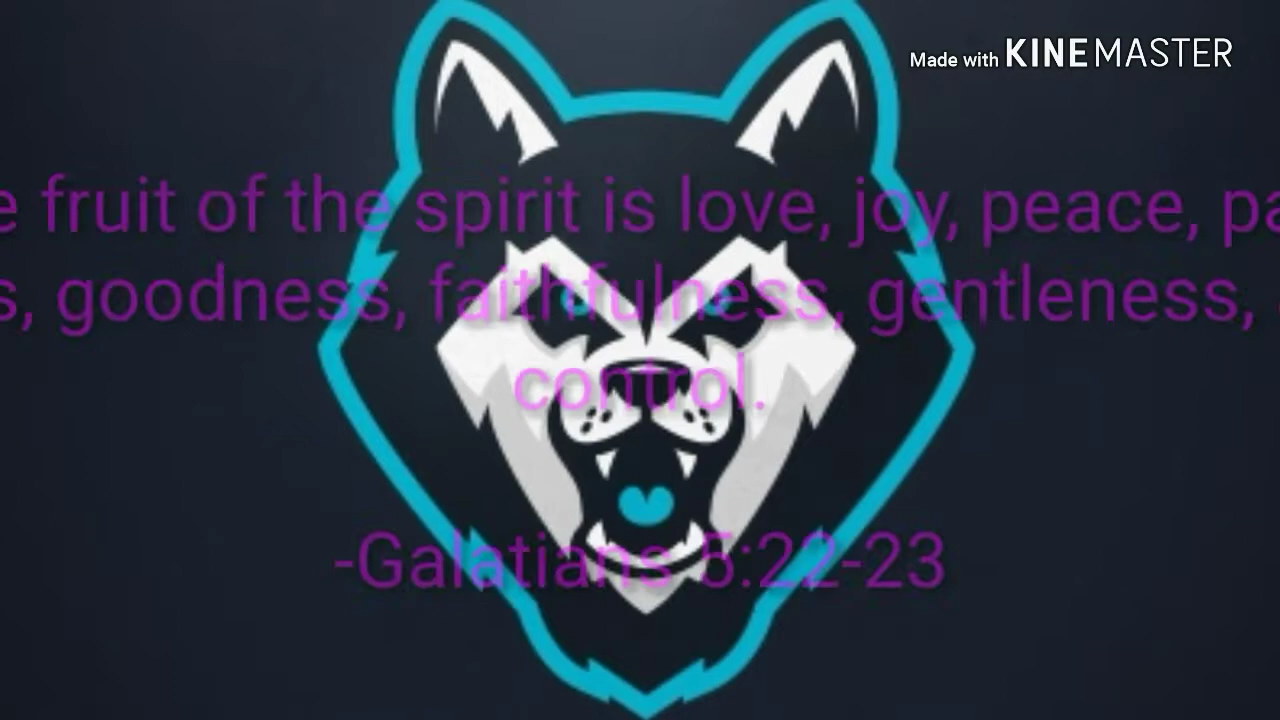 Made with KINEMASTER
e fruit of the spirit is love, joy, peace, pa
s, goodness, faithfulness, gentleness,
control.
-Galatians 5:22-23